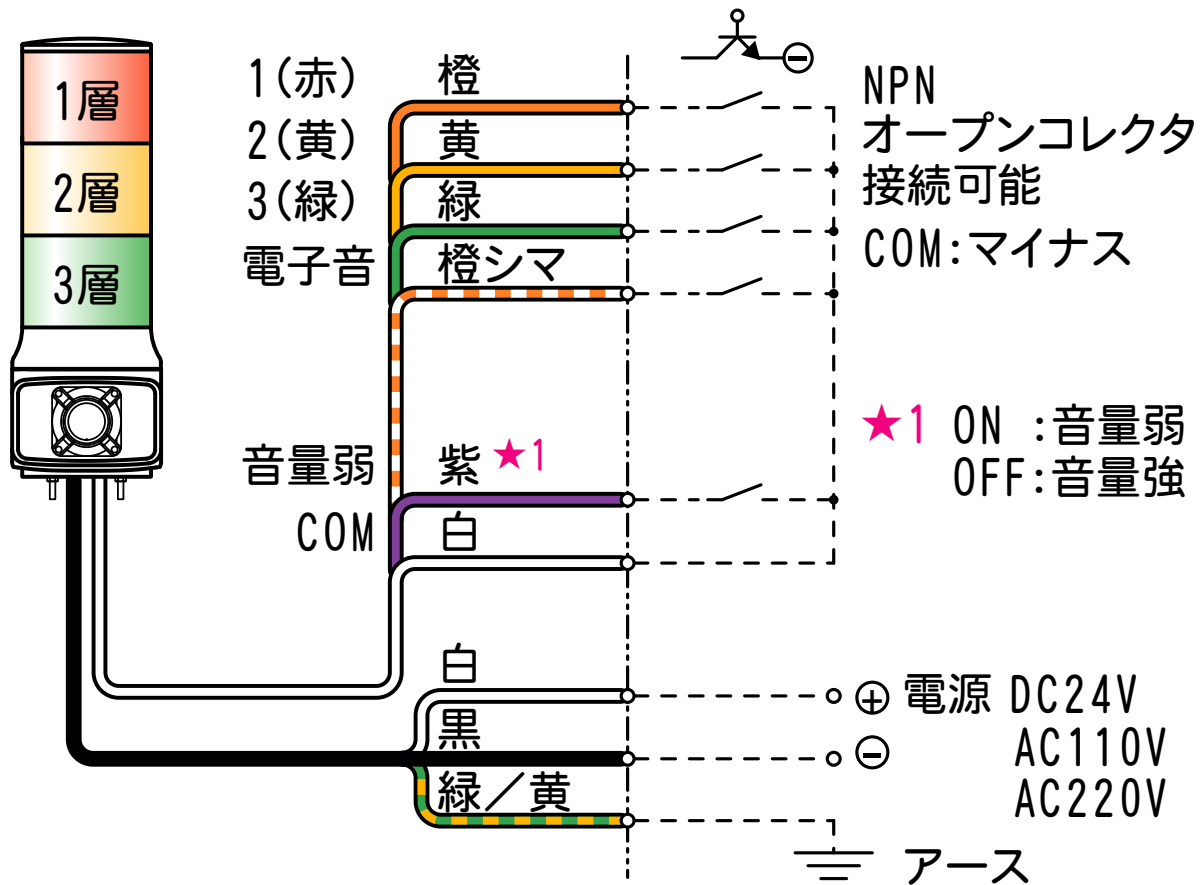 1層
2層
3層
1(赤) 橙
2(黄) 黄
3(緑) 緑
電子音 橙シマ
音量弱 紫 ★1
COM 白
白
黒
緑/黄
NPN
オープンコレクタ
接続可能
COM:マイナス
★1 ON :音量弱
OFF:音量強
⊕ 電源 DC24V
⊖ AC110V
AC220V
アース